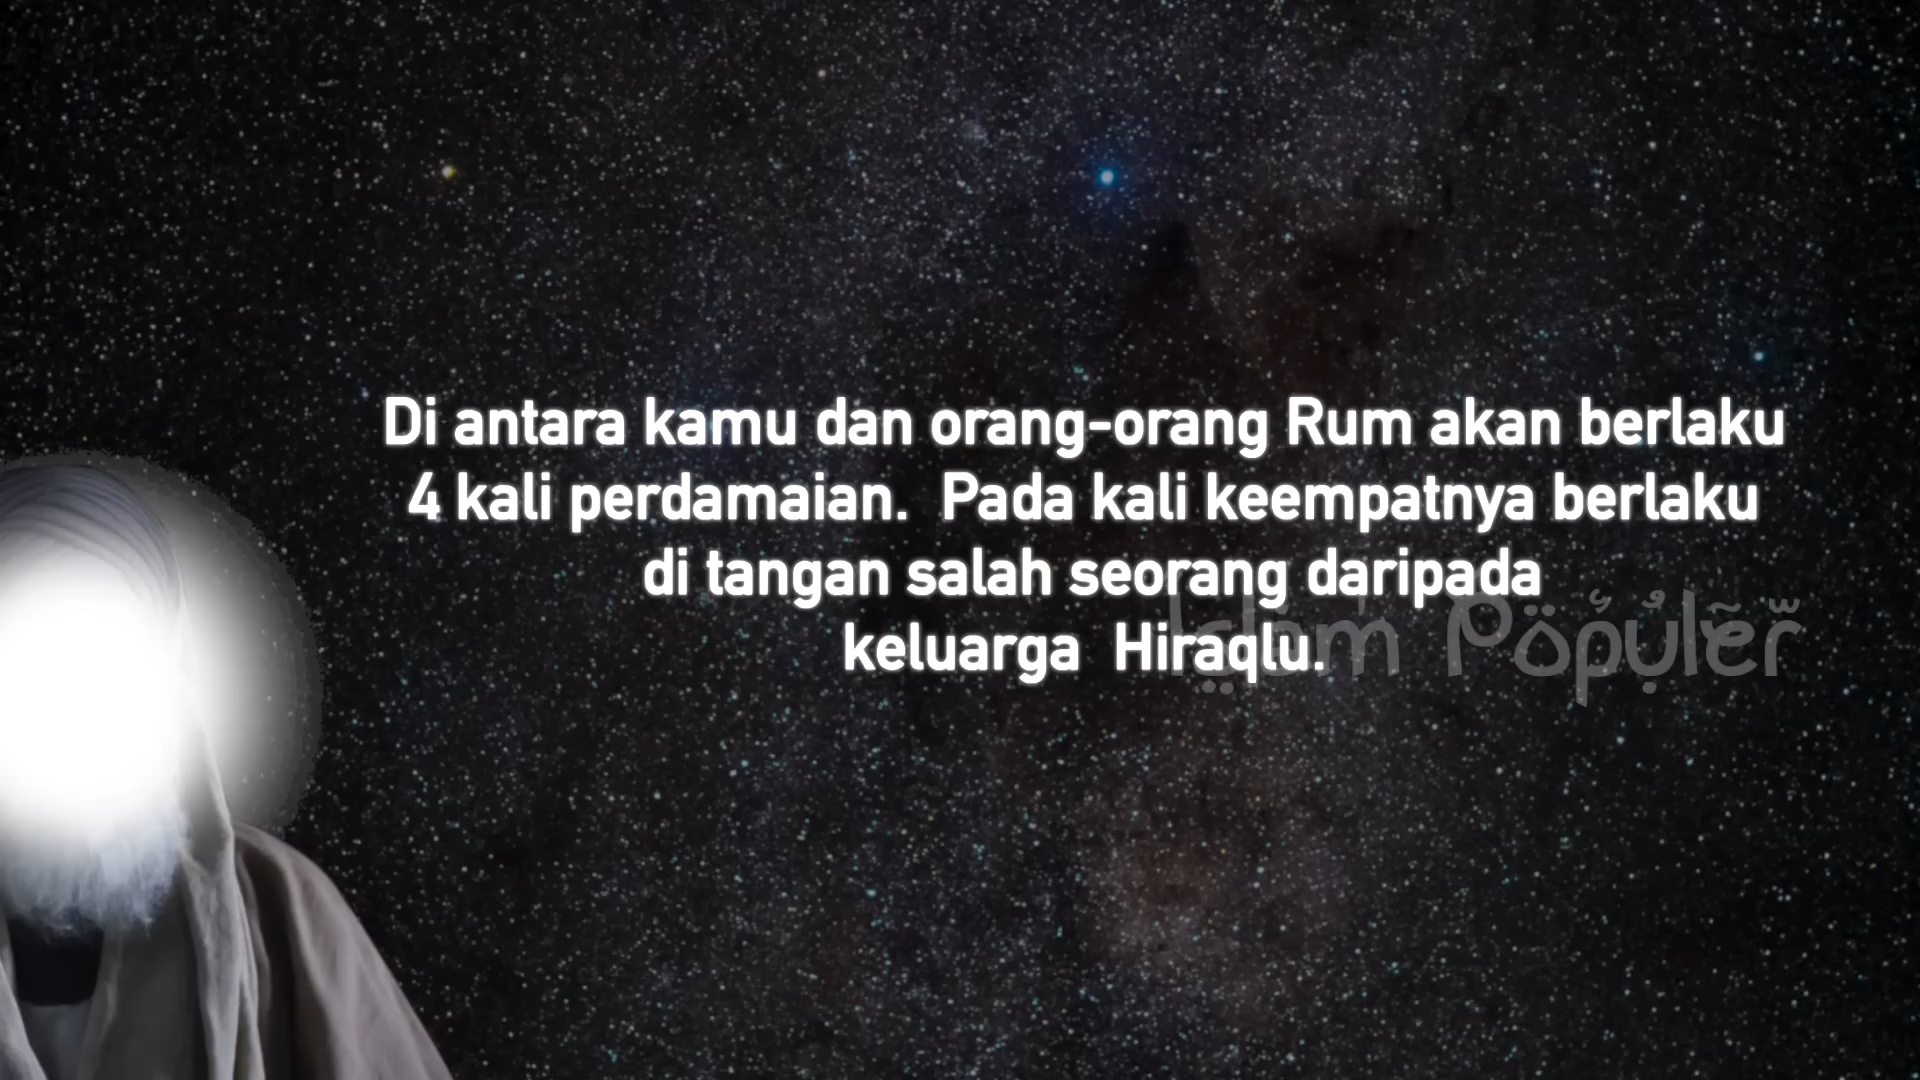 Di antara kamu dan orang-orang Rum akan berlaku
4 kali perdamaian. Pada kali keempatnya berlaku
di tangan salah seorang daripada
keluarga Hiraqlu.
Islam Populer